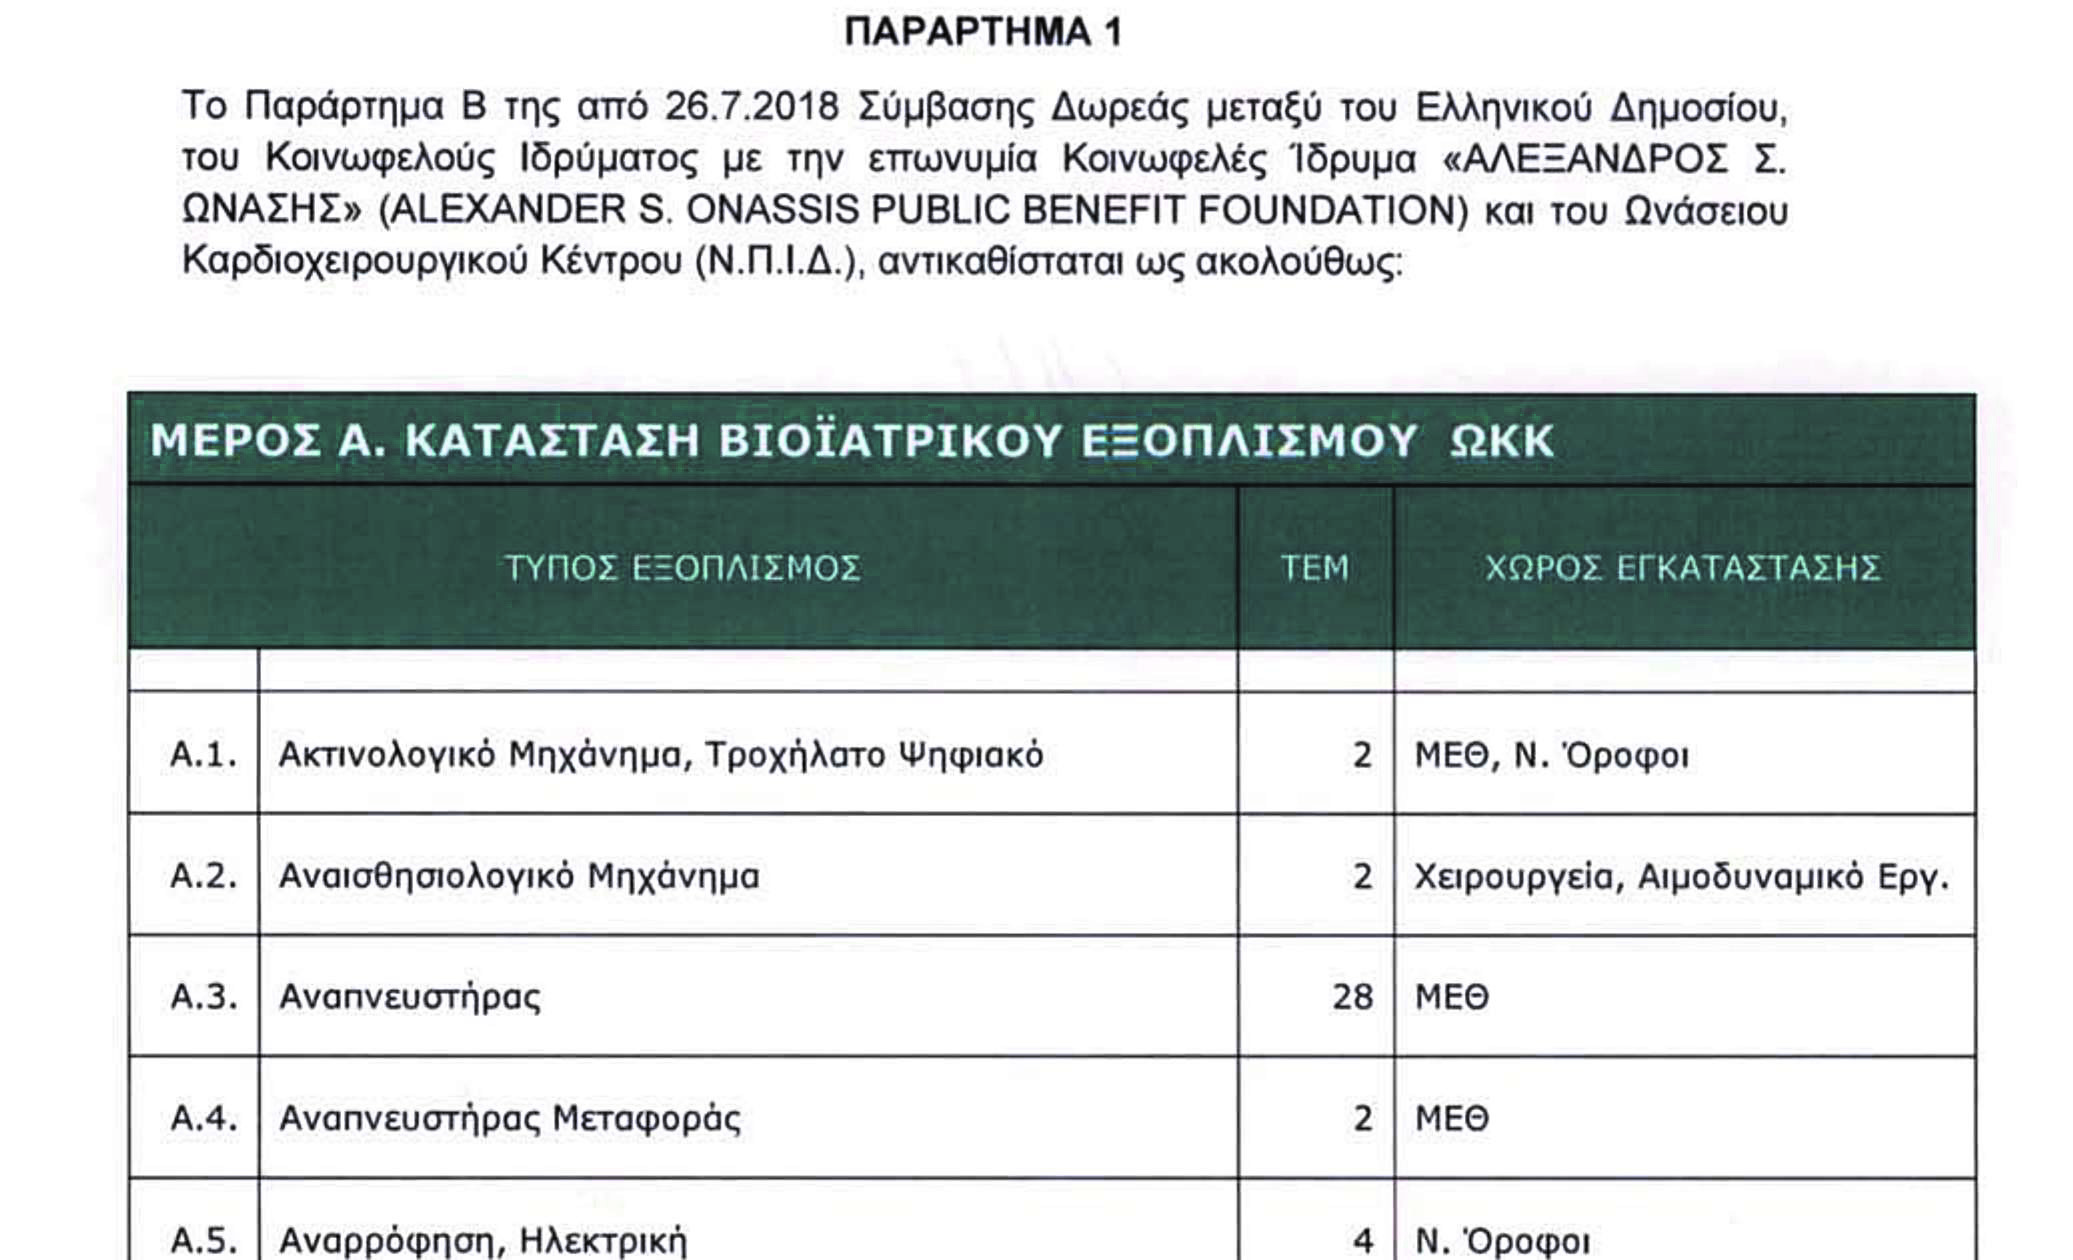 ΠΑΡΑΡΤΗΜΑ 1
Το Παράρτημα Β της από 26.7.2018 Σύμβασης Δωρεάς μεταξύ του Ελληνικού Δημοσίου,
του Κοινωφελούς Ιδρύματος με την επωνυμία Κοινωφελές Ίδρυμα «ΑΛΕΞΑΝΔΡΟΣ Σ.
ΩΝΑΣΗΣ» (ALEXANDER S. ONASSIS PUBLIC BENEFIT FOUNDATION) και του Ωνάσειου
Καρδιοχειρουργικού Κέντρου (Ν.Π.Ι.Δ.), αντικαθίσταται ως ακολούθως:
ΜΕΡΟΣ Α. ΚΑΤΑΣΤΑΣΗ ΒΙΟΪΑΤΡΙΚΟΥ ΕΞΟΠΛΙΣΜΟΥ ΩΚΚ
ΤΥΠΟΣ ΕΞΟΠΛΙΣΜΟΣ ΤΕΜ ΧΩΡΟΣ ΕΓΚΑΤΑΣΤΑΣΗΣ
Α.1. Ακτινολογικό Μηχάνημα, Τροχήλατο Ψηφιακό 2 ΜΕΘ, Ν. Όροφοι
Α.2. Αναισθησιολογικό Μηχάνημα 2 Χειρουργεία, Αιμοδυναμικό Εργ.
Α.3. Αναπνευστήρας 28 ΜΕΘ
Α.4. Αναπνευστήρας Μεταφοράς 2 ΜΕΘ
Α.5. Αναρρόφηση, Ηλεκτρική 4 Ν. Όροφοι